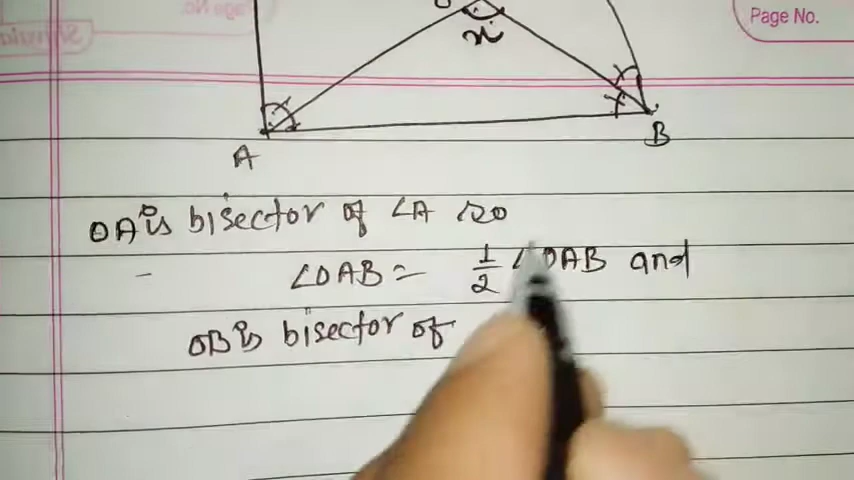 Page No.
x
A
B
OA is bisector of ∠A so
∠OAB = 1/2 ∠DAB and
OB is bisector of